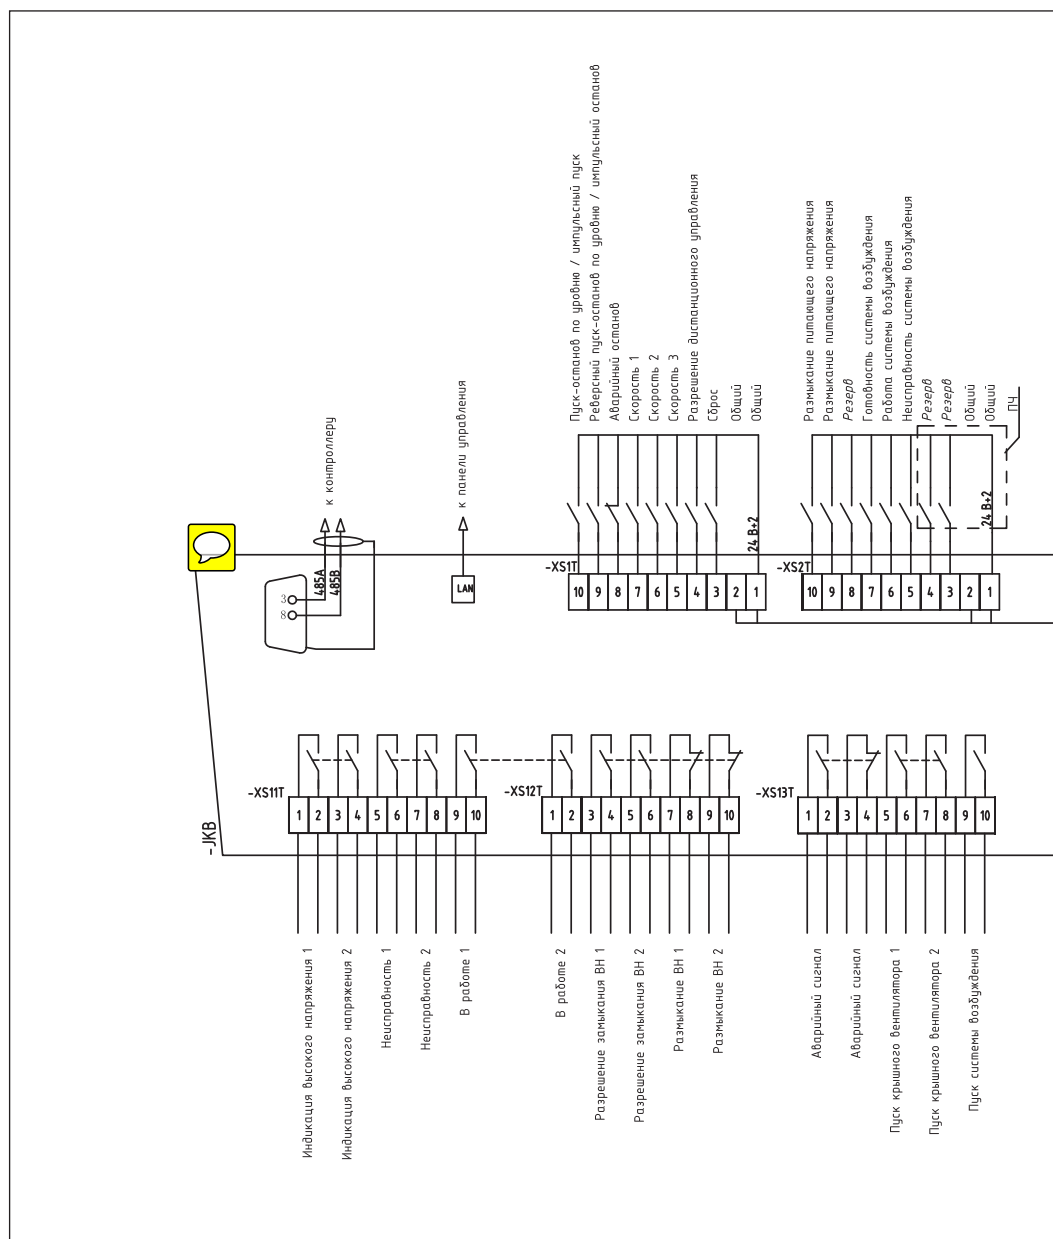 Пуск-останов по уровню / импульсный пуск
Реверсный пуск-останов по уровню / импульсный останов
Аварийный останов
Скорость 1
Скорость 2
Скорость 3
Разрешение дистанционного управления
Сброс
Общий
Общий
Размыкание питающего напряжения
Размыкание питающего напряжения
Резерв
Готовность системы возбуждения
Работа системы возбуждения
Неисправность системы возбуждения
Резерв
Резерв
Общий
Общий
ПЧ
к контроллеру
к панели управления
485A
485B
3
8
LAN
24 В+2
24 В+2
-XS1T
10 9 8 7 6 5 4 3 2 1
-XS2T
10 9 8 7 6 5 4 3 2 1
-JKB
-XS11T
1 2 3 4 5 6 7 8 9 10
-XS12T
1 2 3 4 5 6 7 8 9 10
-XS13T
1 2 3 4 5 6 7 8 9 10
Индикация высокого напряжения 1
Индикация высокого напряжения 2
Неисправность 1
Неисправность 2
В работе 1
В работе 2
Разрешение замыкания ВН 1
Разрешение замыкания ВН 2
Размыкание ВН 1
Размыкание ВН 2
Аварийный сигнал
Аварийный сигнал
Пуск крышного вентилятора 1
Пуск крышного вентилятора 2
Пуск системы возбуждения